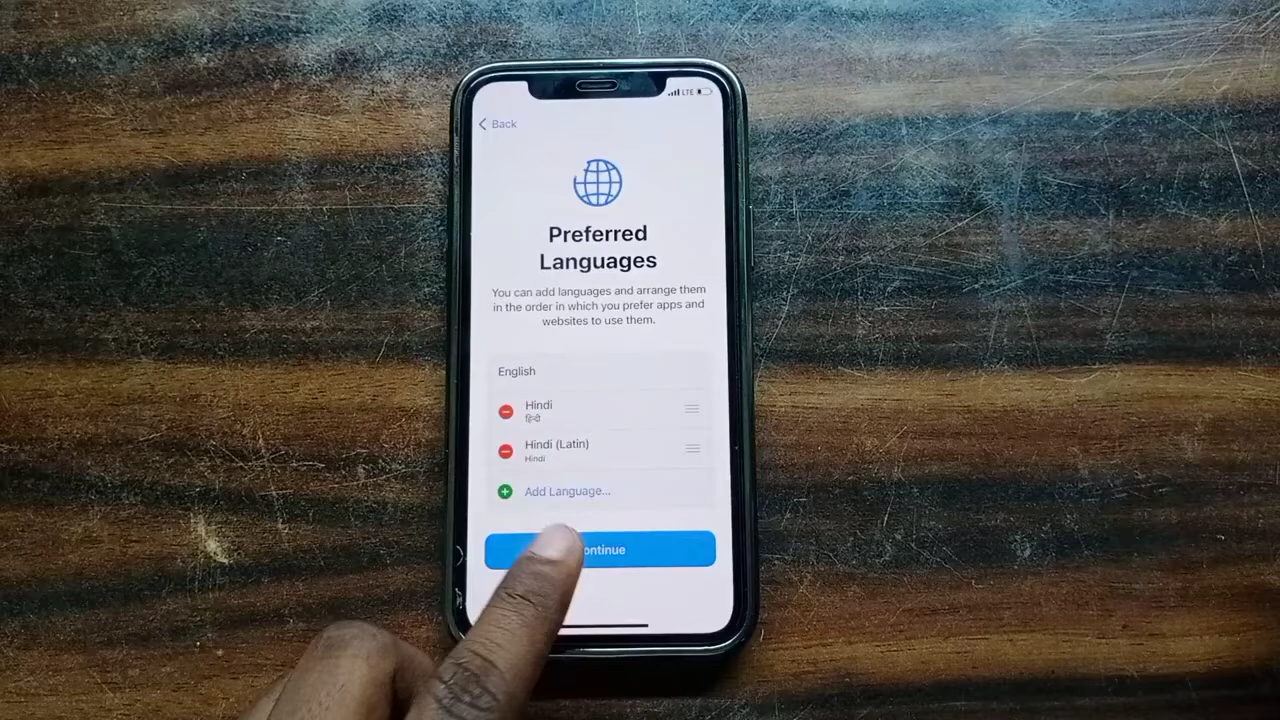 LTE
Back
Preferred
Languages
You can add languages and arrange them
in the order in which you prefer apps and
websites to use them.
English
Hindi
हिन्दी
Hindi (Latin)
Hindi
Add Language...
ontinue